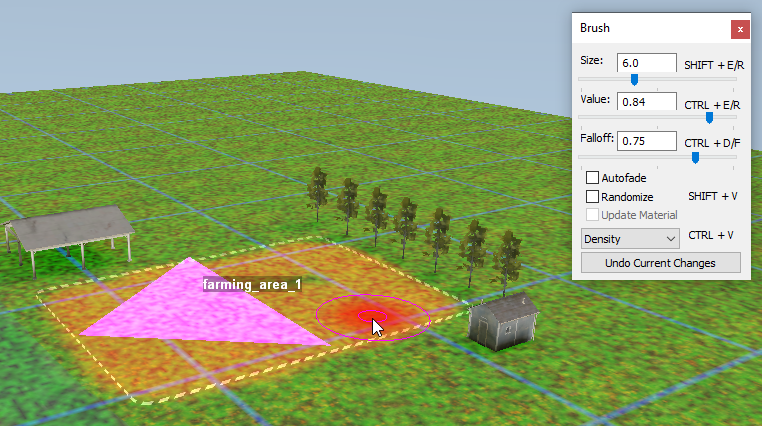 Brush
x
Size: 6.0 SHIFT + E/R
Value: 0.84 CTRL + E/R
Falloff: 0.75 CTRL + D/F
Autofade
Randomize SHIFT + V
Update Material
Density CTRL + V
Undo Current Changes
farming_area_1